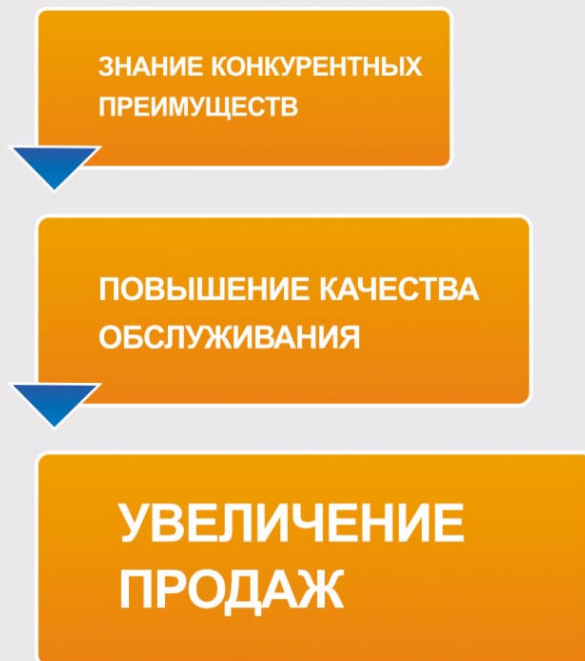 ЗНАНИЕ КОНКУРЕНТНЫХ
ПРЕИМУЩЕСТВ
ПОВЫШЕНИЕ КАЧЕСТВА
ОБСЛУЖИВАНИЯ
УВЕЛИЧЕНИЕ
ПРОДАЖ